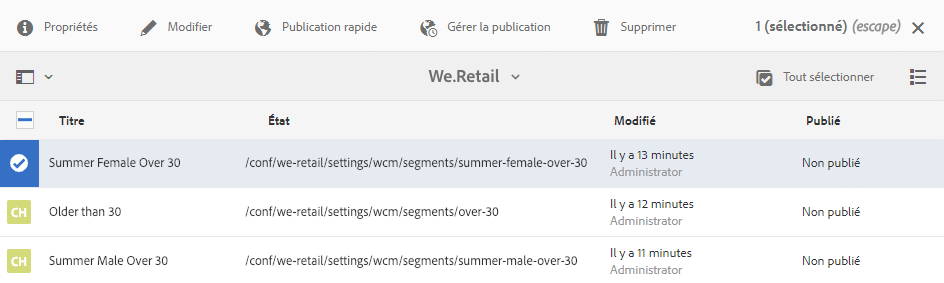 Propriétés Modifier Publication rapide Gérer la publication Supprimer 1 (sélectionné) (escape)
We.Retail Tout sélectionner
Titre État Modifié Publié
Summer Female Over 30 /conf/we-retail/settings/wcm/segments/summer-female-over-30 Il y a 13 minutes Non publié
Administrator
CH Older than 30 /conf/we-retail/settings/wcm/segments/over-30 Il y a 12 minutes Non publié
Administrator
CH Summer Male Over 30 /conf/we-retail/settings/wcm/segments/summer-male-over-30 Il y a 11 minutes Non publié
Administrator